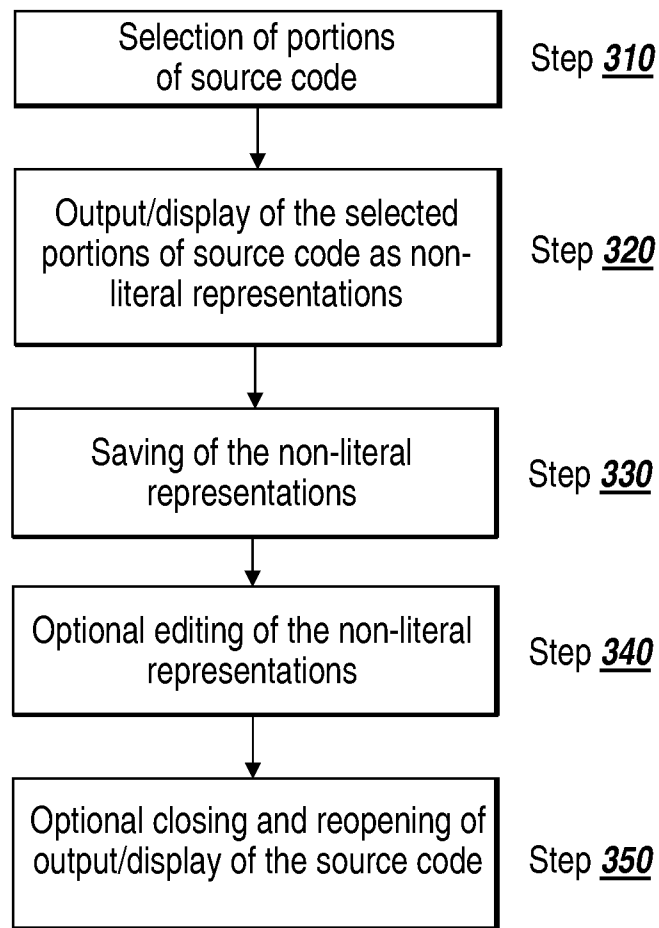 Selection of portions
of source code
Step 310
Output/display of the selected
portions of source code as non-
literal representations
Step 320
Saving of the non-literal
representations
Step 330
Optional editing of the non-literal
representations
Step 340
Optional closing and reopening of
output/display of the source code
Step 350